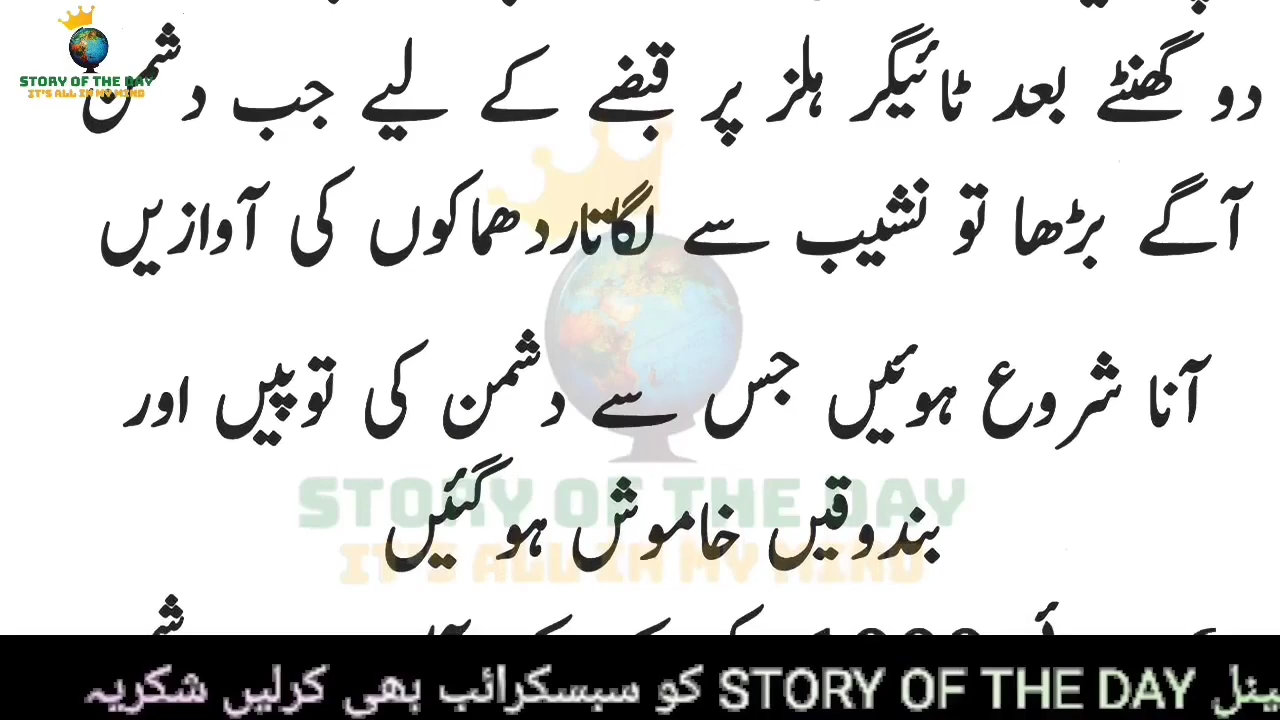 STORY OF THE DAY
IT'S ALL IN MY MIND
دو گھنٹے بعد ٹائیگر ہلز پر قبضے کے لیے جب دشمن
آگے بڑھا تو نشیب سے لگاتار دھماکوں کی آوازیں
آنا شروع ہوئیں جس سے دشمن کی توپیں اور
بندوقیں خاموش ہوگئیں
STORY OF THE DAY
IT'S ALL IN MY MIND
STORY OF THE DAY کو سبسکرائب بھی کرلیں شکریہ